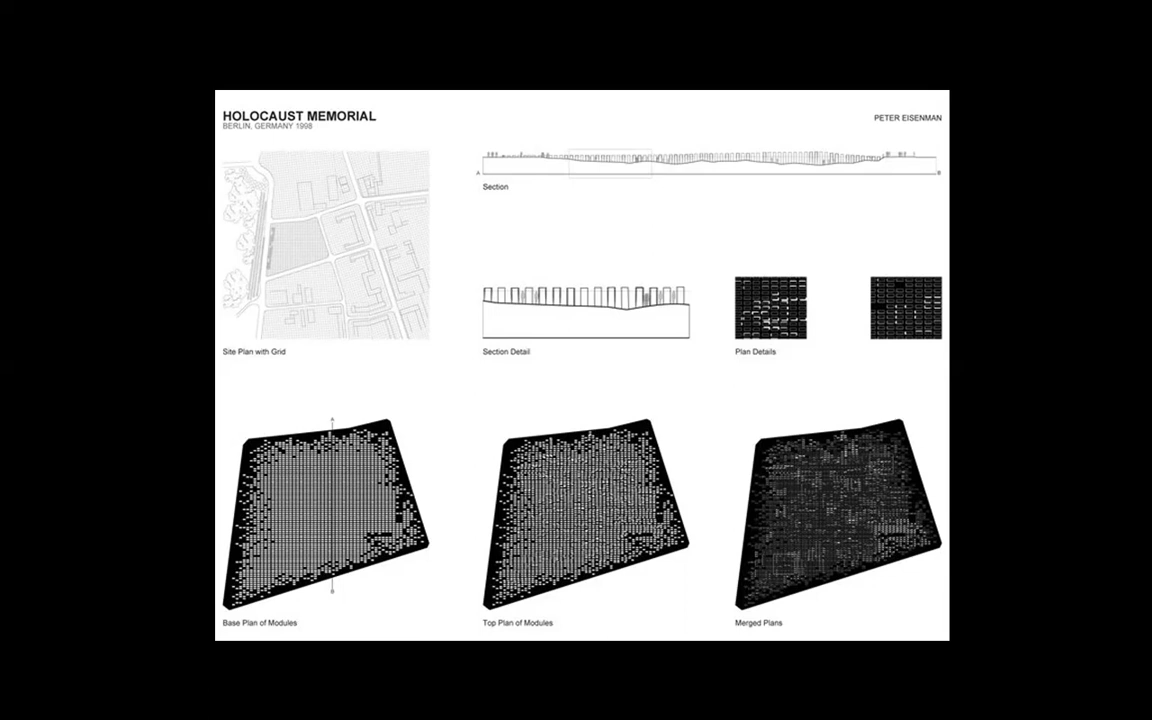 HOLOCAUST MEMORIAL
BERLIN, GERMANY 1998
PETER EISENMAN
A
B
Section
Site Plan with Grid
Section Detail
Plan Details
A
B
Base Plan of Modules
Top Plan of Modules
Merged Plans